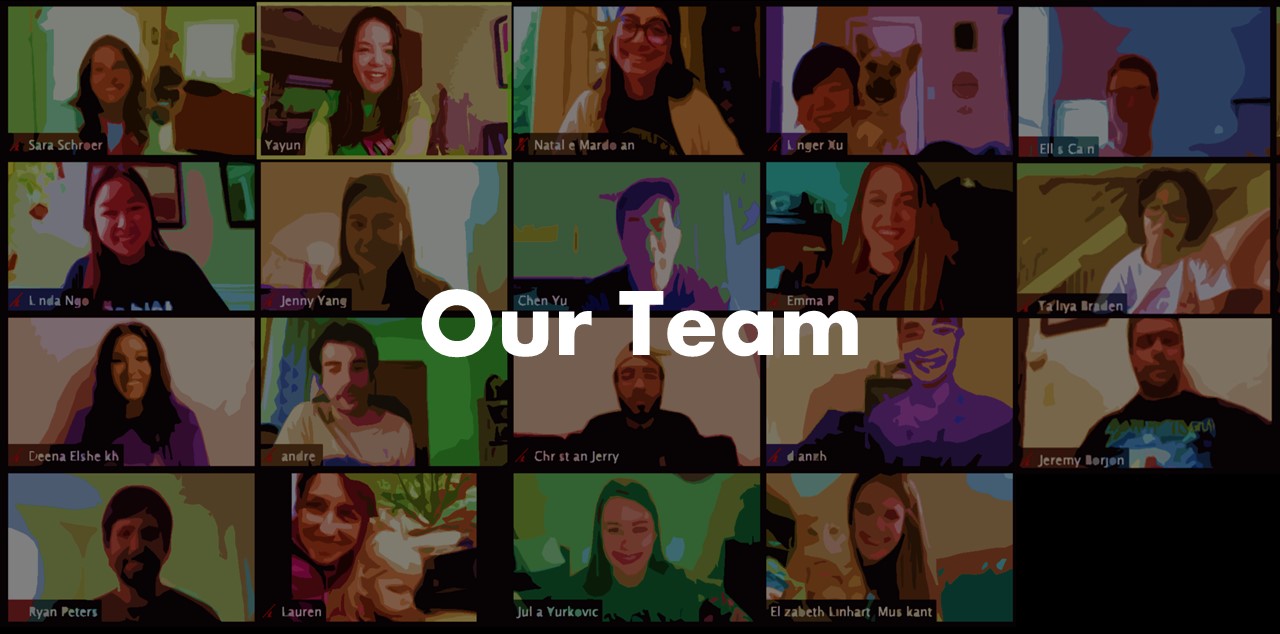 Sara Schroer
Yayun
Natal e Mardo an
L nger Xu
Ell s Ca n
L nda Ngo
Jenny Yang
Chen Yu
Emma P
Ta'l ya Braden
Our Team
Deena Elshe kh
andre
Chr st an Jerry
d anzh
Jeremy Borjon
Ryan Peters
Lauren
Jul a Yurkovic
El zabeth Linhart Mus kant